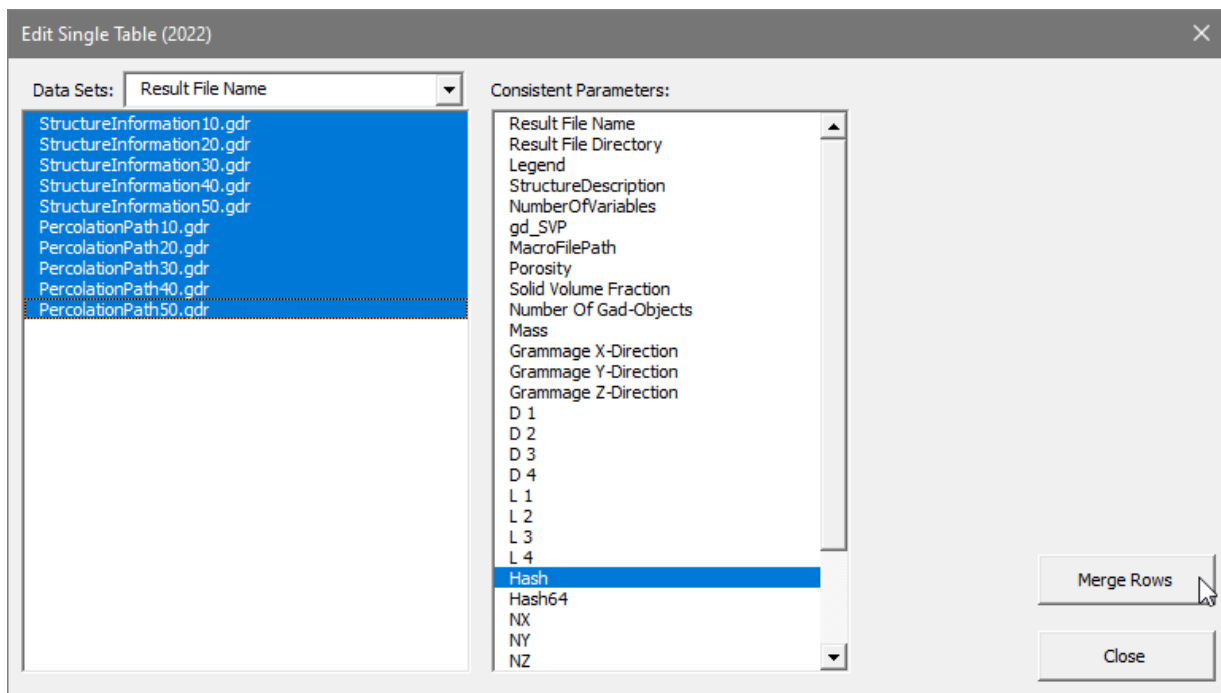 Edit Single Table (2022)
Data Sets: Result File Name
StructureInformation10.gdr
StructureInformation20.gdr
StructureInformation30.gdr
StructureInformation40.gdr
StructureInformation50.gdr
PercolationPath10.gdr
PercolationPath20.gdr
PercolationPath30.gdr
PercolationPath40.gdr
PercolationPath50.gdr
Consistent Parameters:
Result File Name
Result File Directory
Legend
StructureDescription
NumberOfVariables
gd_SVP
MacroFilePath
Porosity
Solid Volume Fraction
Number Of Gad-Objects
Mass
Grammage X-Direction
Grammage Y-Direction
Grammage Z-Direction
D 1
D 2
D 3
D 4
L 1
L 2
L 3
L 4
Hash
Hash64
NX
NY
NZ
Merge Rows
Close